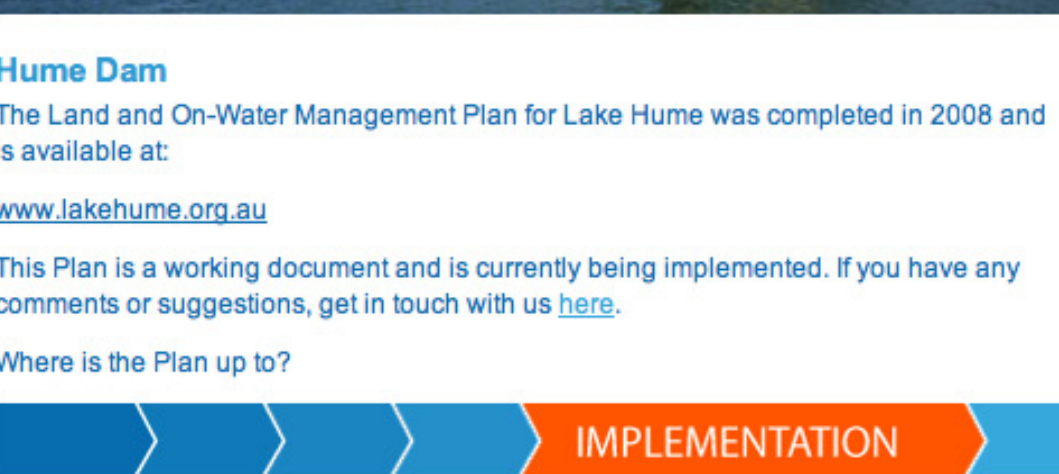 Hume Dam
The Land and On-Water Management Plan for Lake Hume was completed in 2008 and
is available at:
www.lakehume.org.au
This Plan is a working document and is currently being implemented. If you have any
comments or suggestions, get in touch with us here.
Where is the Plan up to?
IMPLEMENTATION